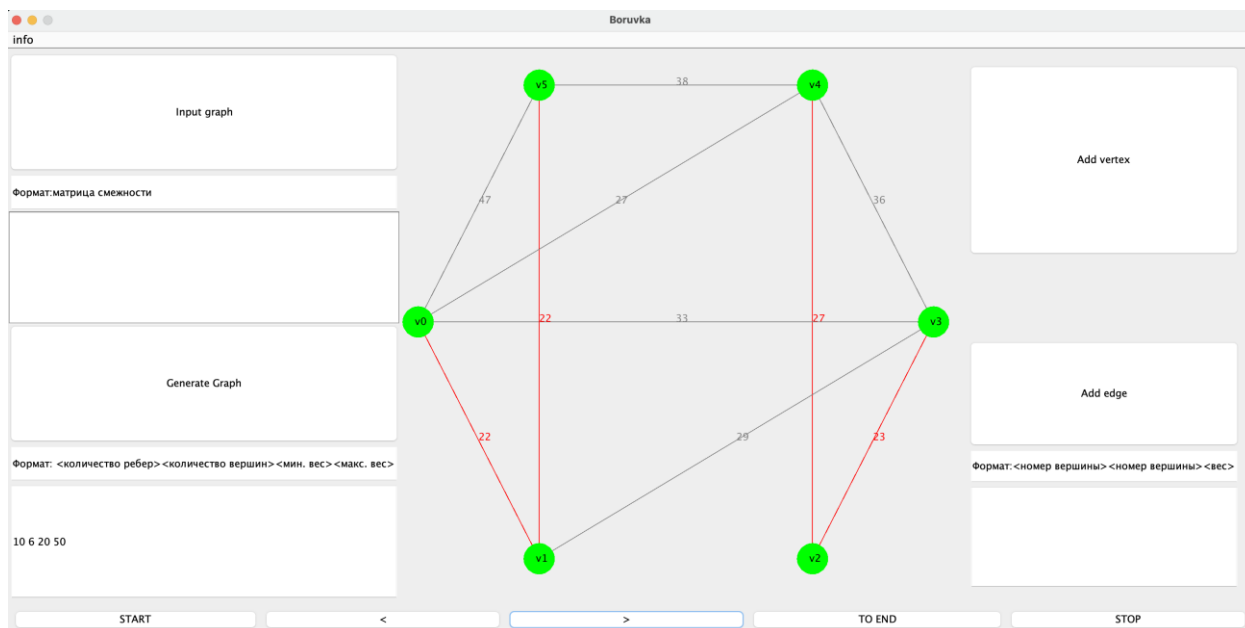 Boruvka
info
Input graph
Формат:матрица смежности
Generate Graph
Формат: <количество ребер><количество вершин><мин. вес><макс. вес>
10 6 20 50
v5
38
v4
47
27
36
v0
22
33
27
v3
22
29
23
v1
v2
Add vertex
Add edge
Формат:<номер вершины><номер вершины><вес>
START
<
>
TO END
STOP